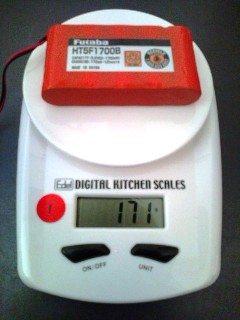 Futaba
HT5F1700B
Edel DIGITAL KITCHEN SCALES
171
ON/OFF
UNIT